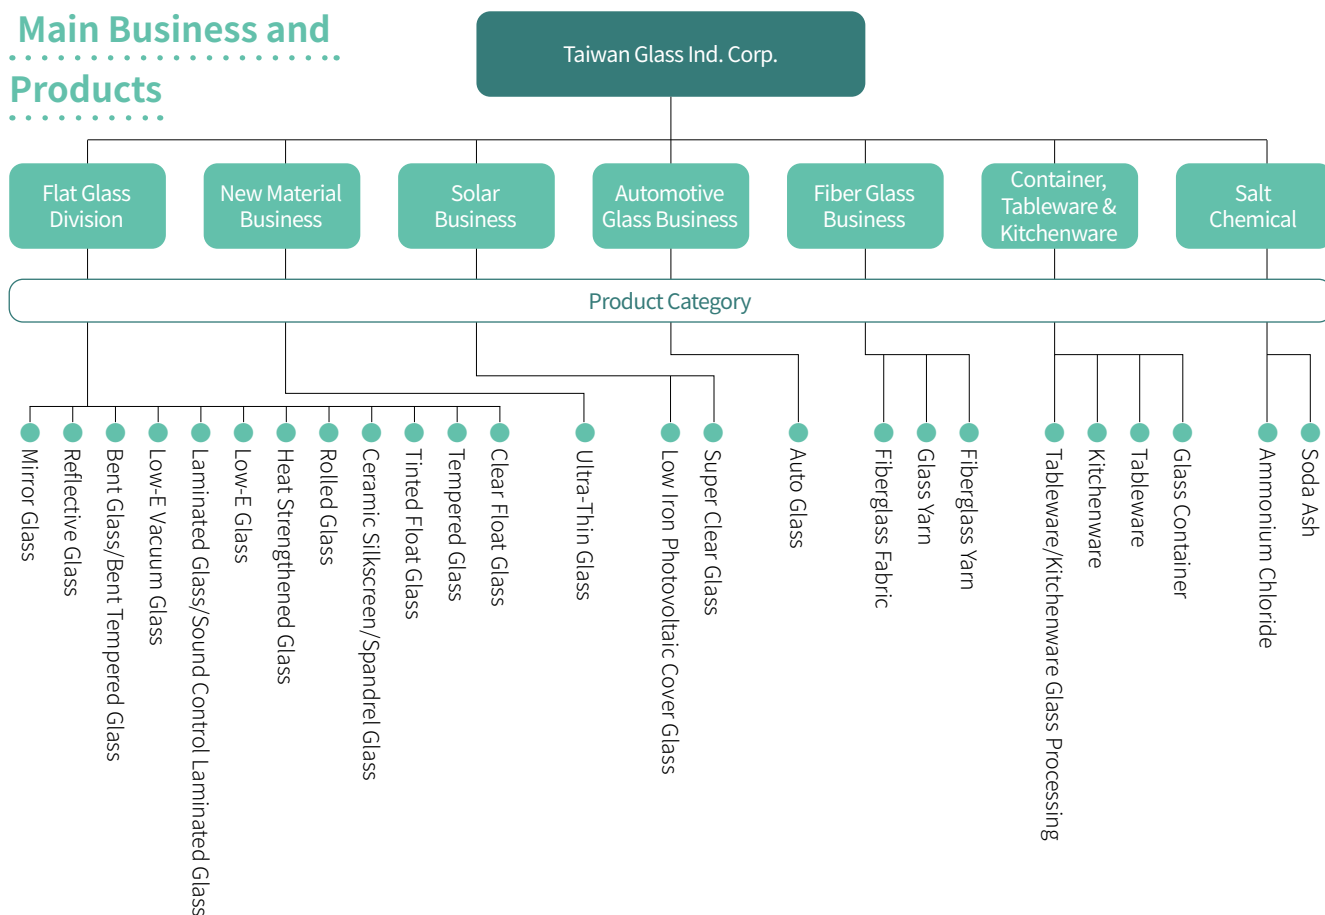 Main Business and
Products
Taiwan Glass Ind. Corp.
Flat Glass
Division
New Material
Business
Solar
Business
Automotive
Glass Business
Fiber Glass
Business
Container,
Tableware &
Kitchenware
Salt
Chemical
Product Category
Mirror Glass
Reflective Glass
Bent Glass/Bent Tempered Glass
Low-E Vacuum Glass
Laminated Glass/Sound Control Laminated Glass
Low-E Glass
Heat Strengthened Glass
Rolled Glass
Ceramic Silkscreen/Spandrel Glass
Tinted Float Glass
Tempered Glass
Clear Float Glass
Ultra-Thin Glass
Low Iron Photovoltaic Cover Glass
Super Clear Glass
Auto Glass
Fiberglass Fabric
Glass Yarn
Fiberglass Yarn
Tableware/Kitchenware Glass Processing
Kitchenware
Tableware
Glass Container
Ammonium Chloride
Soda Ash